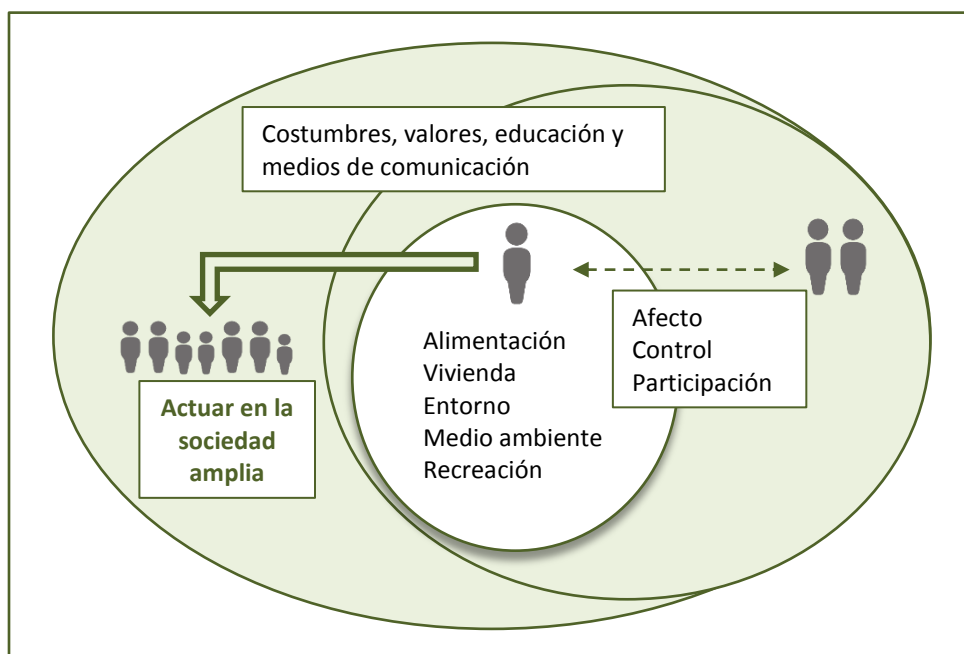 Costumbres, valores, educación y
medios de comunicación
Alimentación
Vivienda
Entorno
Medio ambiente
Recreación
Afecto
Control
Participación
Actuar en la
sociedad
amplia